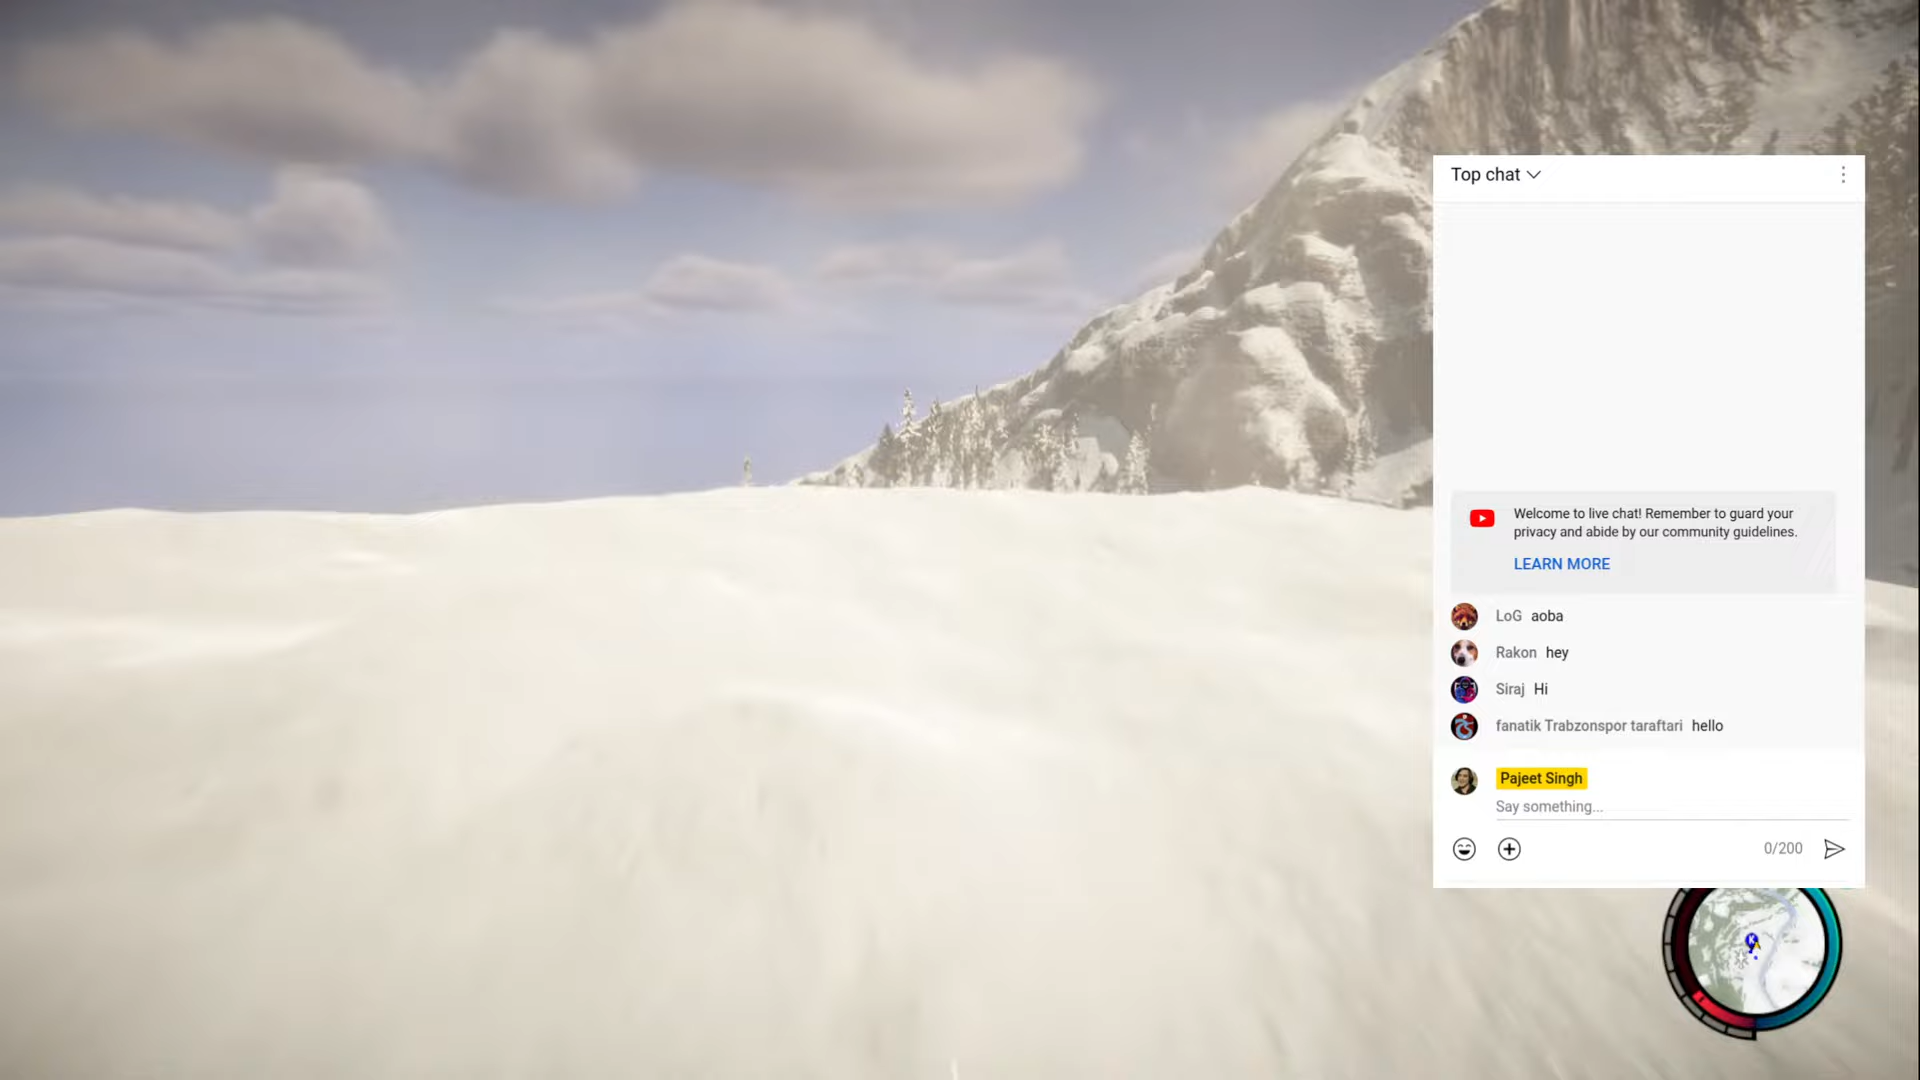 Top chat
Welcome to live chat! Remember to guard your
privacy and abide by our community guidelines.
LEARN MORE
LoG aoba
Rakon hey
Siraj Hi
fanatik Trabzonspor taraftari hello
Pajeet Singh
Say something...
0/200
K